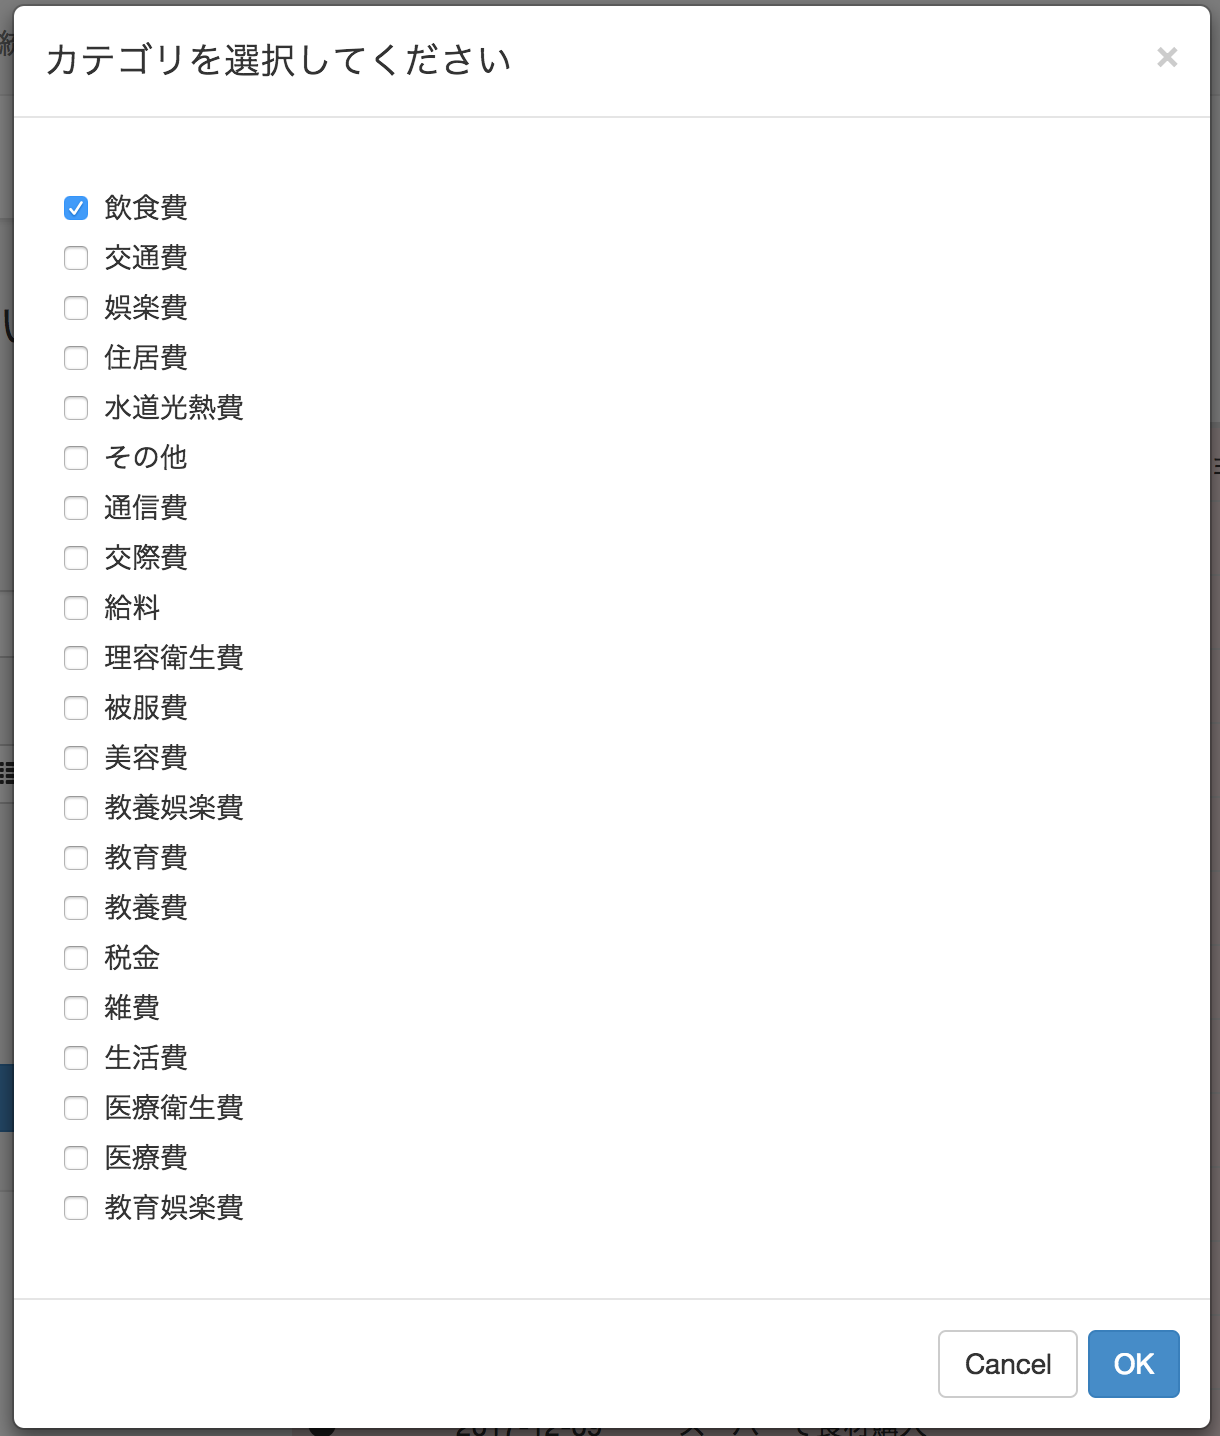 カテゴリを選択してください
×
飲食費
交通費
娯楽費
住居費
水道光熱費
その他
通信費
交際費
給料
理容衛生費
被服費
美容費
教養娯楽費
教育費
教養費
税金
雑費
生活費
医療衛生費
医療費
教育娯楽費
Cancel
OK